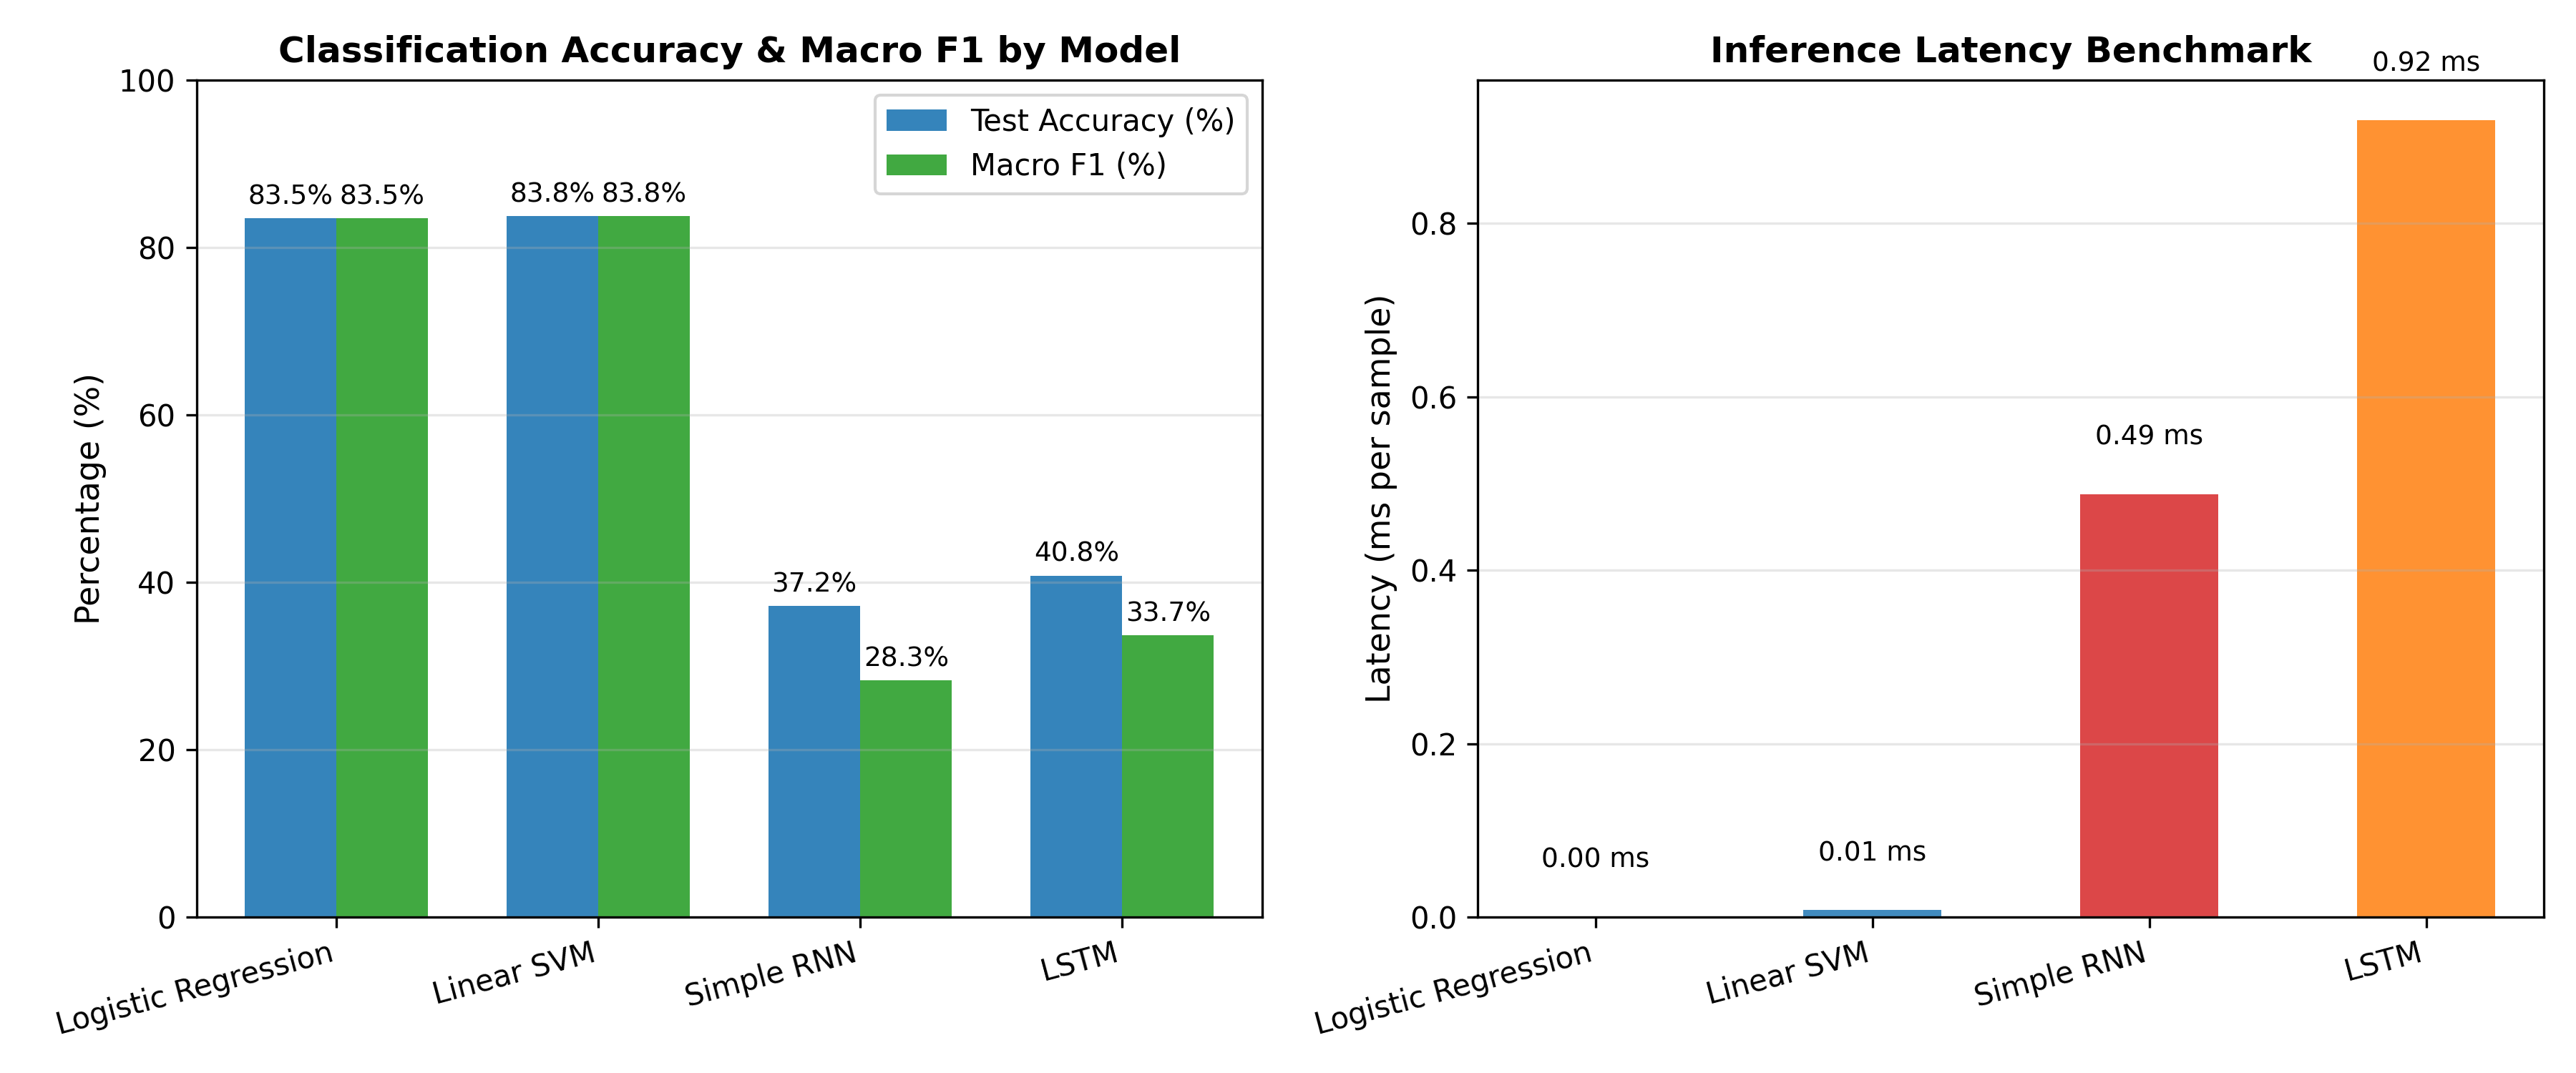 Classification Accuracy & Macro F1 by Model
Percentage (%)
100
80
60
40
20
0
Test Accuracy (%)
Macro F1 (%)
83.5% 83.5%
83.8% 83.8%
37.2%
28.3%
40.8%
33.7%
Logistic Regression
Linear SVM
Simple RNN
LSTM
Inference Latency Benchmark
Latency (ms per sample)
0.8
0.6
0.4
0.2
0.0
0.00 ms
0.01 ms
0.49 ms
0.92 ms
Logistic Regression
Linear SVM
Simple RNN
LSTM